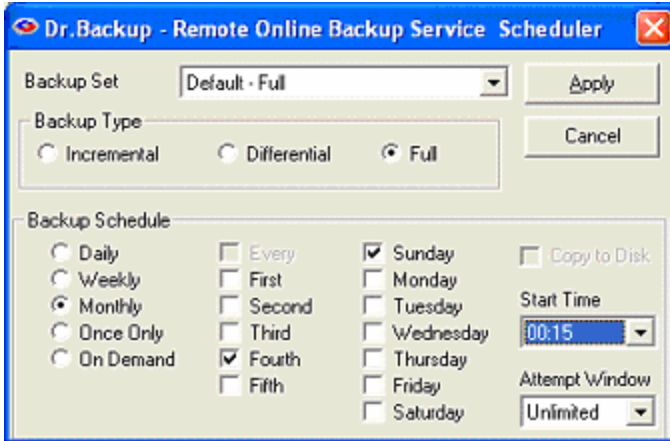 Dr.Backup - Remote Online Backup Service Scheduler
Backup Set
Default - Full
Apply
Cancel
Backup Type
Incremental
Differential
Full
Backup Schedule
Daily
Weekly
Monthly
Once Only
On Demand
Every
First
Second
Third
Fourth
Fifth
Sunday
Monday
Tuesday
Wednesday
Thursday
Friday
Saturday
Copy to Disk
Start Time
00:15
Attempt Window
Unlimited